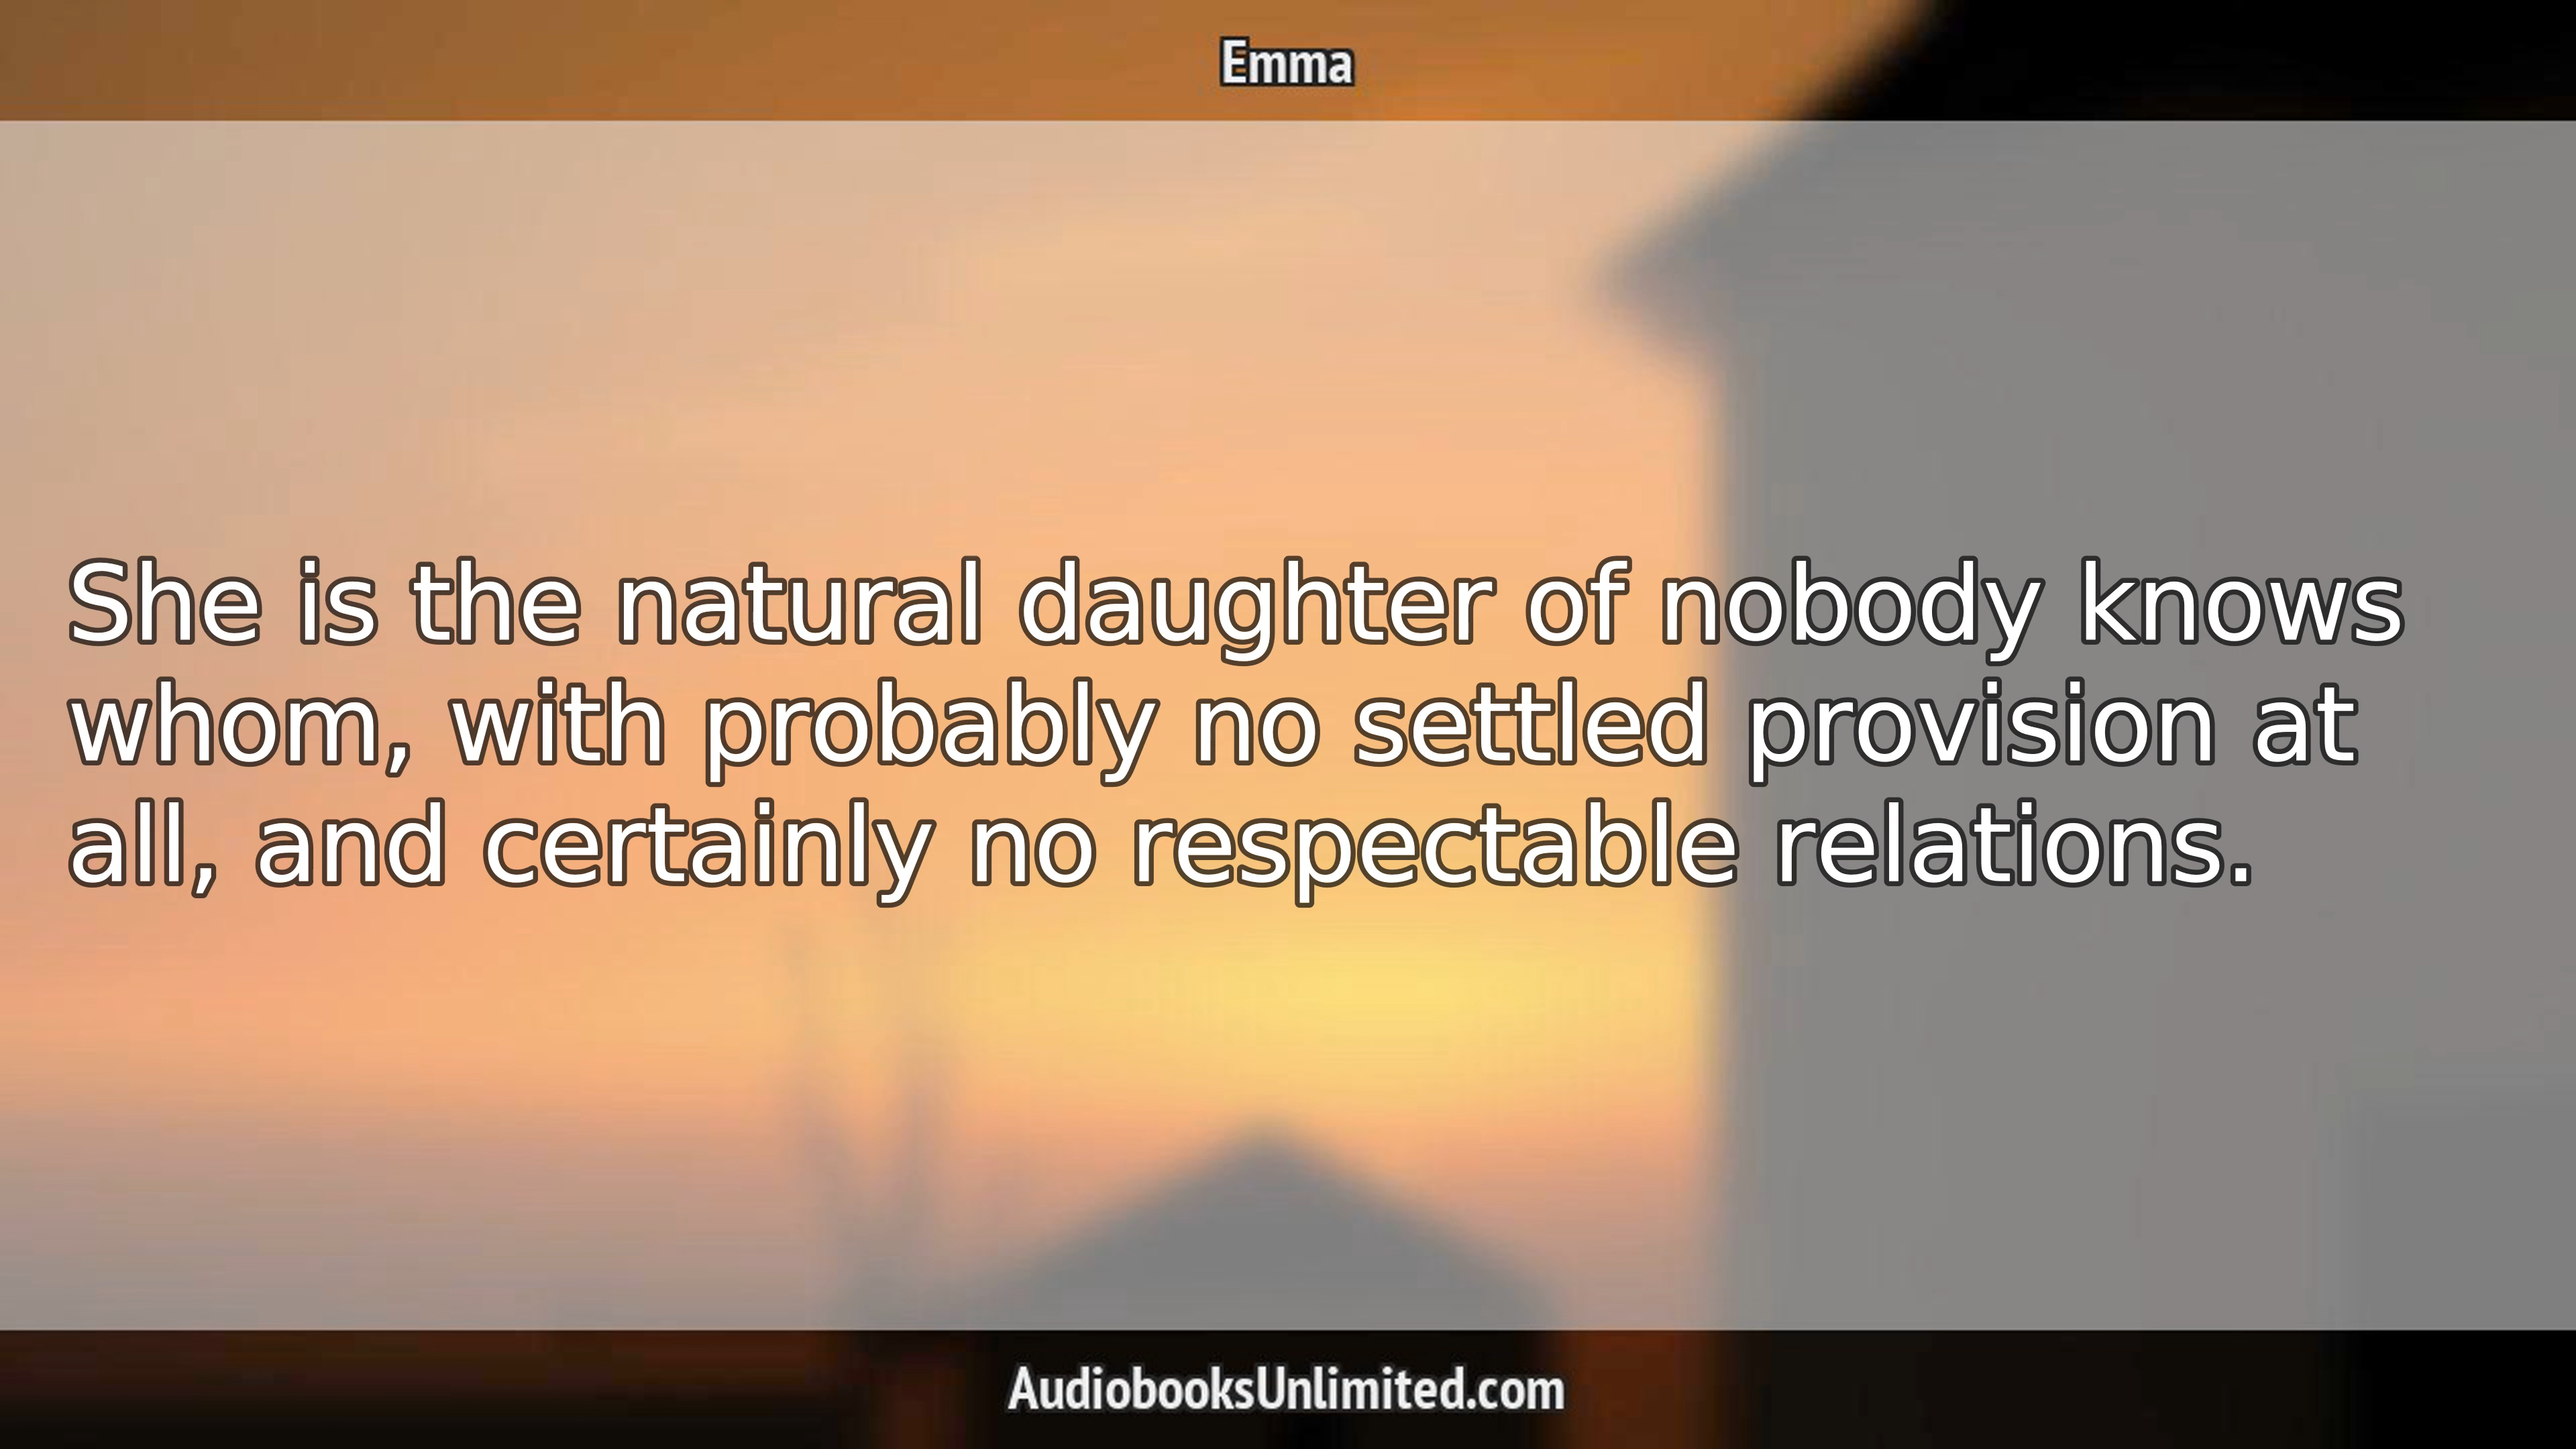 Emma
She is the natural daughter of nobody knows
whom, with probably no settled provision at
all, and certainly no respectable relations.
AudiobooksUnlimited.com